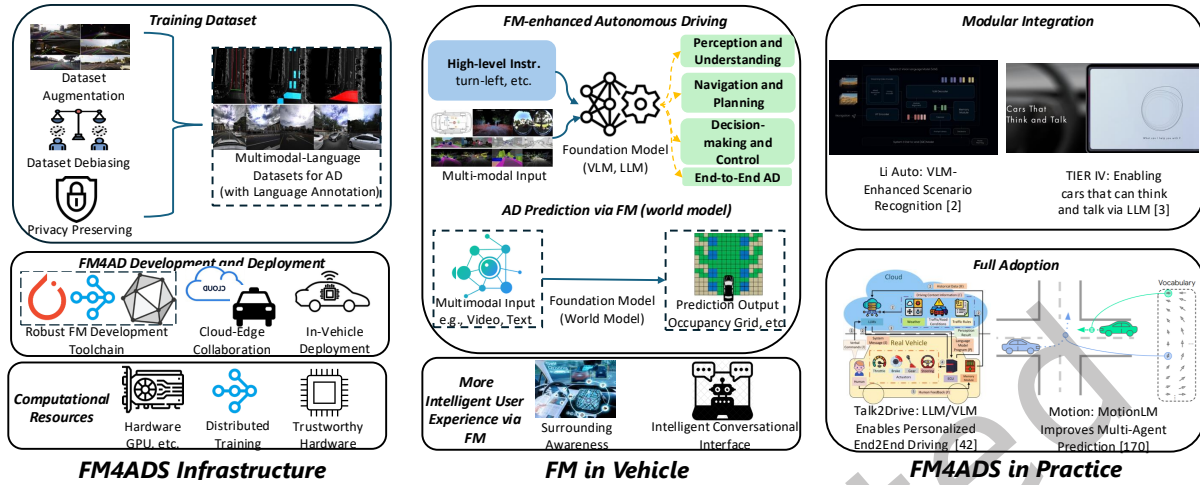 Training Dataset
Dataset
Augmentation
Dataset Debiasing
Privacy Preserving
Multimodal-Language
Datasets for AD
(with Language Annotation)
FM4AD Development and Deployment
Robust FM Development
Toolchain
Cloud-Edge
Collaboration
In-Vehicle
Deployment
Computational
Resources
Hardware
GPU, etc.
Distributed
Training
Trustworthy
Hardware
FM4ADS Infrastructure
FM-enhanced Autonomous Driving
High-level Instr.
turn-left, etc.
Multi-modal Input
Foundation Model
(VLM, LLM)
Perception and
Understanding
Navigation and
Planning
Decision-
making and
Control
End-to-End AD
AD Prediction via FM (world model)
Multimodal Input
e.g., Video, Text
Foundation Model
(World Model)
Prediction Output
Occupancy Grid, etc
More
Intelligent User
Experience via
FM
Surrounding
Awareness
Intelligent Conversational
Interface
FM in Vehicle
Modular Integration
Cars That
Think and Talk
Li Auto: VLM-
Enhanced Scenario
Recognition [2]
TIER IV: Enabling
cars that can think
and talk via LLM [3]
Full Adoption
Cloud
Real Vehicle
Vocabulary
Talk2Drive: LLM/VLM
Enables Personalized
End2End Driving [42]
Motion: MotionLM
Improves Multi-Agent
Prediction [170]
FM4ADS in Practice